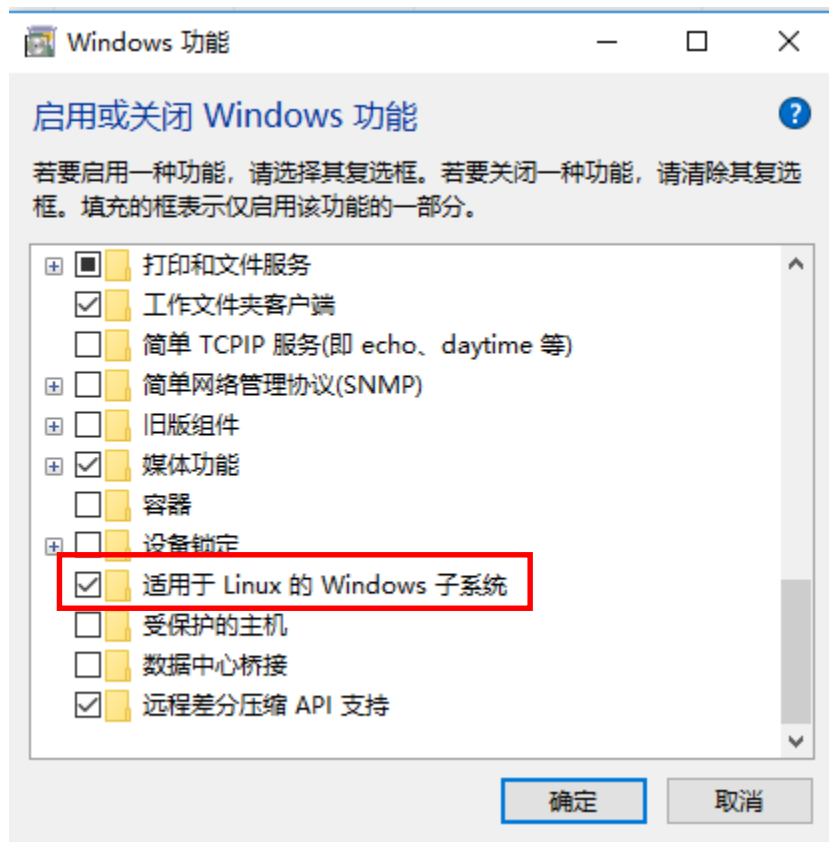 Windows 功能
启用或关闭 Windows 功能
若要启用一种功能，请选择其复选框。若要关闭一种功能，请清除其复选
框。填充的框表示仅启用该功能的一部分。
打印和文件服务
工作文件夹客户端
简单 TCPIP 服务(即 echo、daytime 等)
简单网络管理协议(SNMP)
旧版组件
媒体功能
容器
设备锁定
适用于 Linux 的 Windows 子系统
受保护的主机
数据中心桥接
远程差分压缩 API 支持
确定
取消